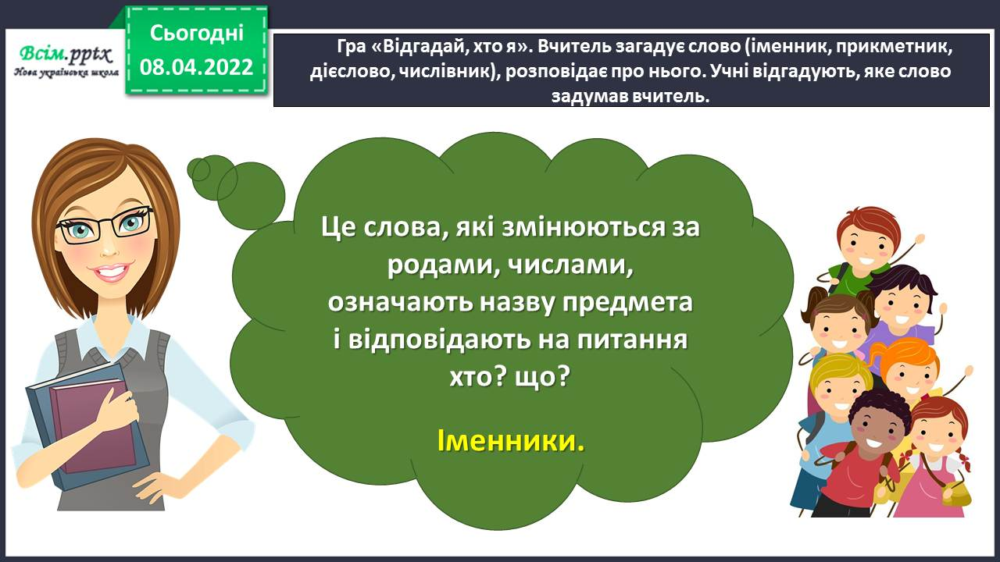 Всім.pptx
Нова українська школа
Сьогодні
08.04.2022
Гра «Відгадай, хто я». Вчитель загадує слово (іменник, прикметник,
дієслово, числівник), розповідає про нього. Учні відгадують, яке слово
задумав вчитель.
Це слова, які змінюються за
родами, числами,
означають назву предмета
і відповідають на питання
хто? що?
Іменники.